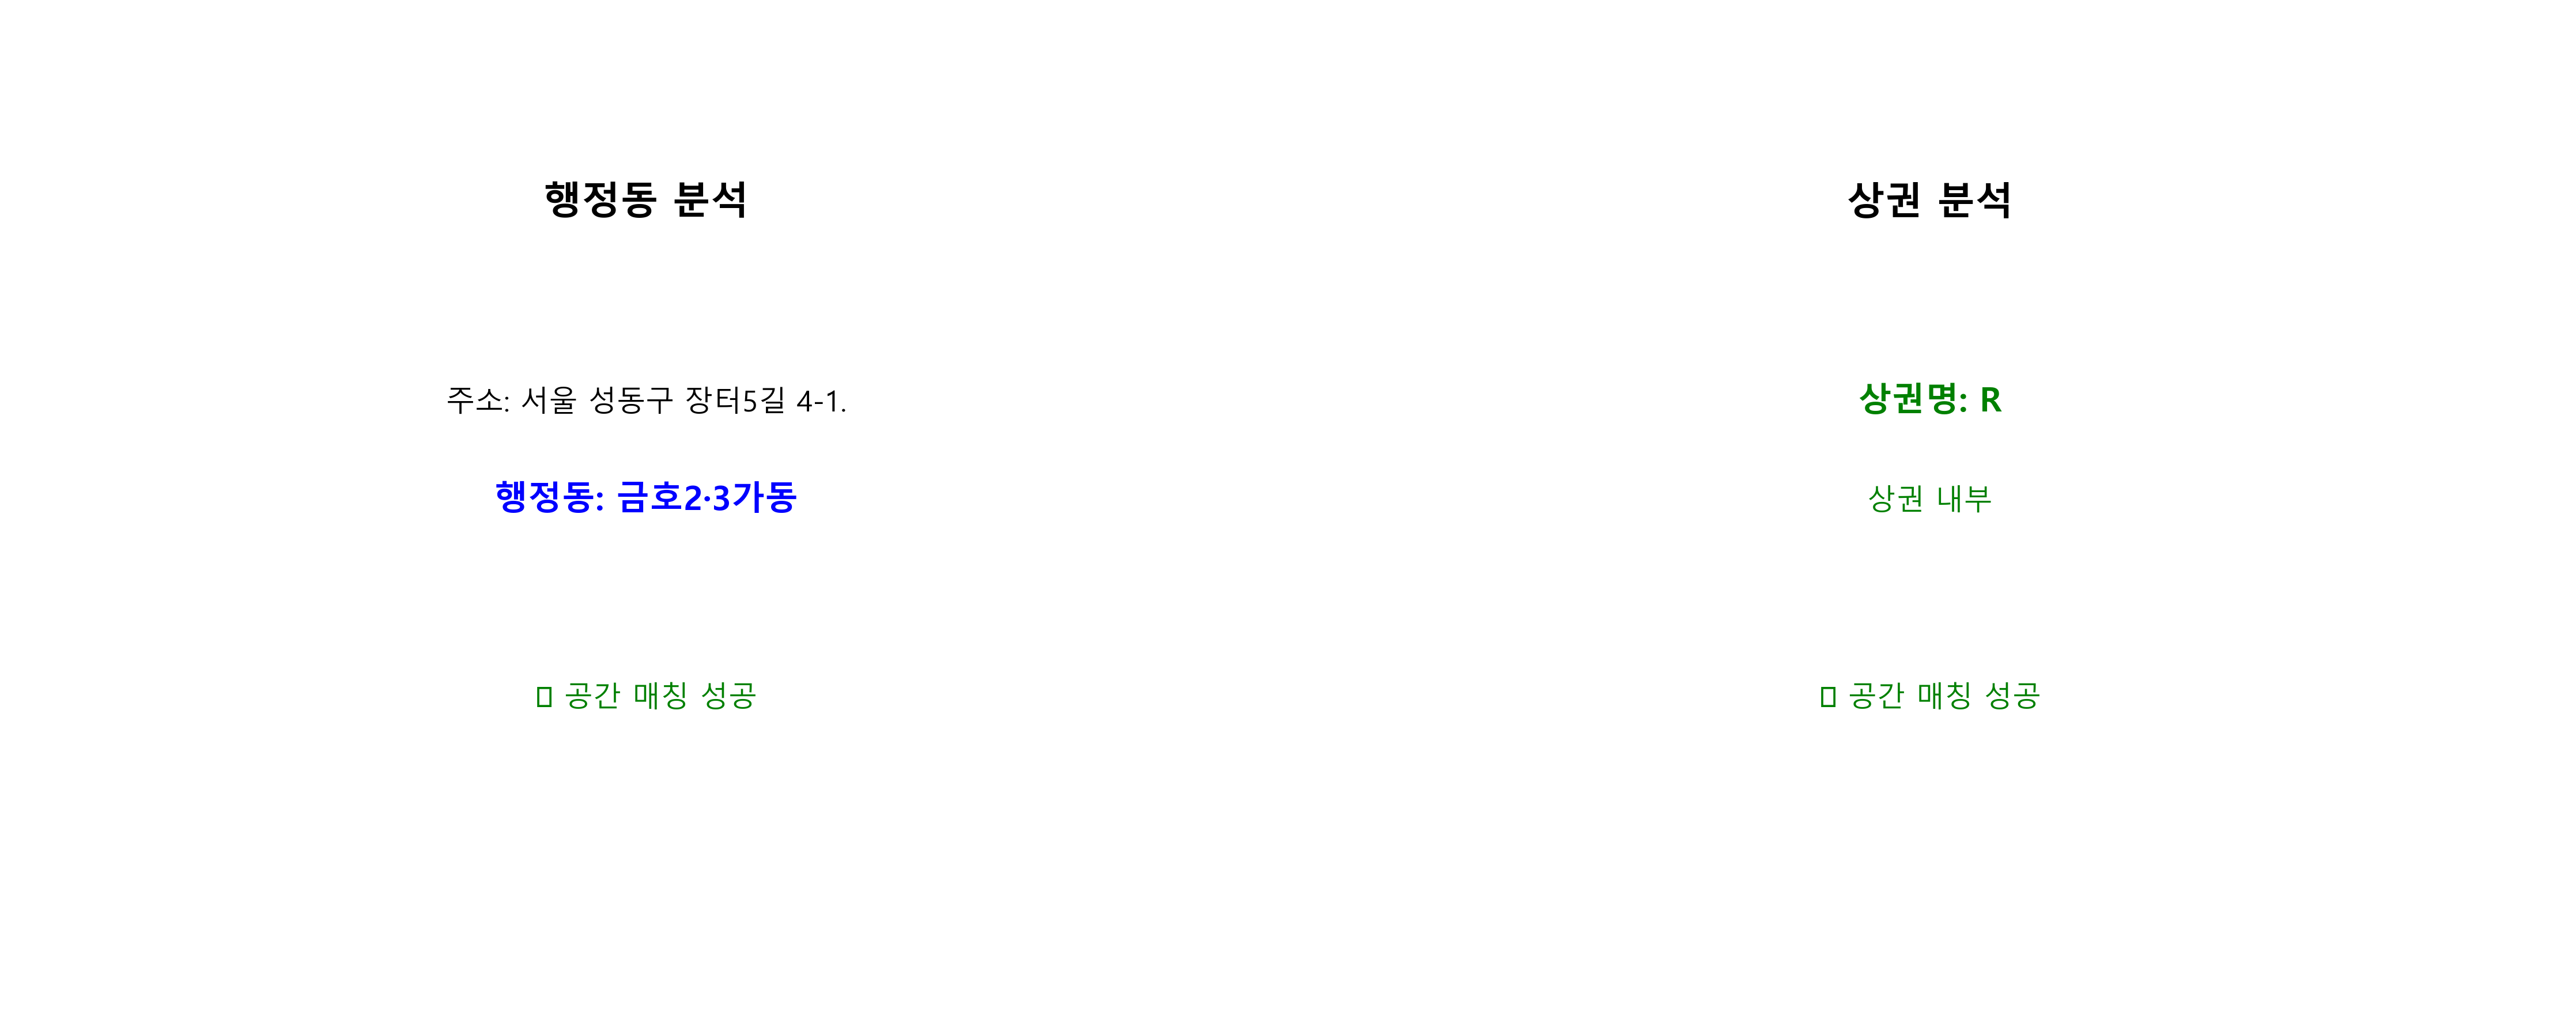 행정동 분석
주소: 서울 성동구 장터5길 4-1.
행정동: 금호2·3가동
▯ 공간 매칭 성공
상권 분석
상권명: R
상권 내부
▯ 공간 매칭 성공